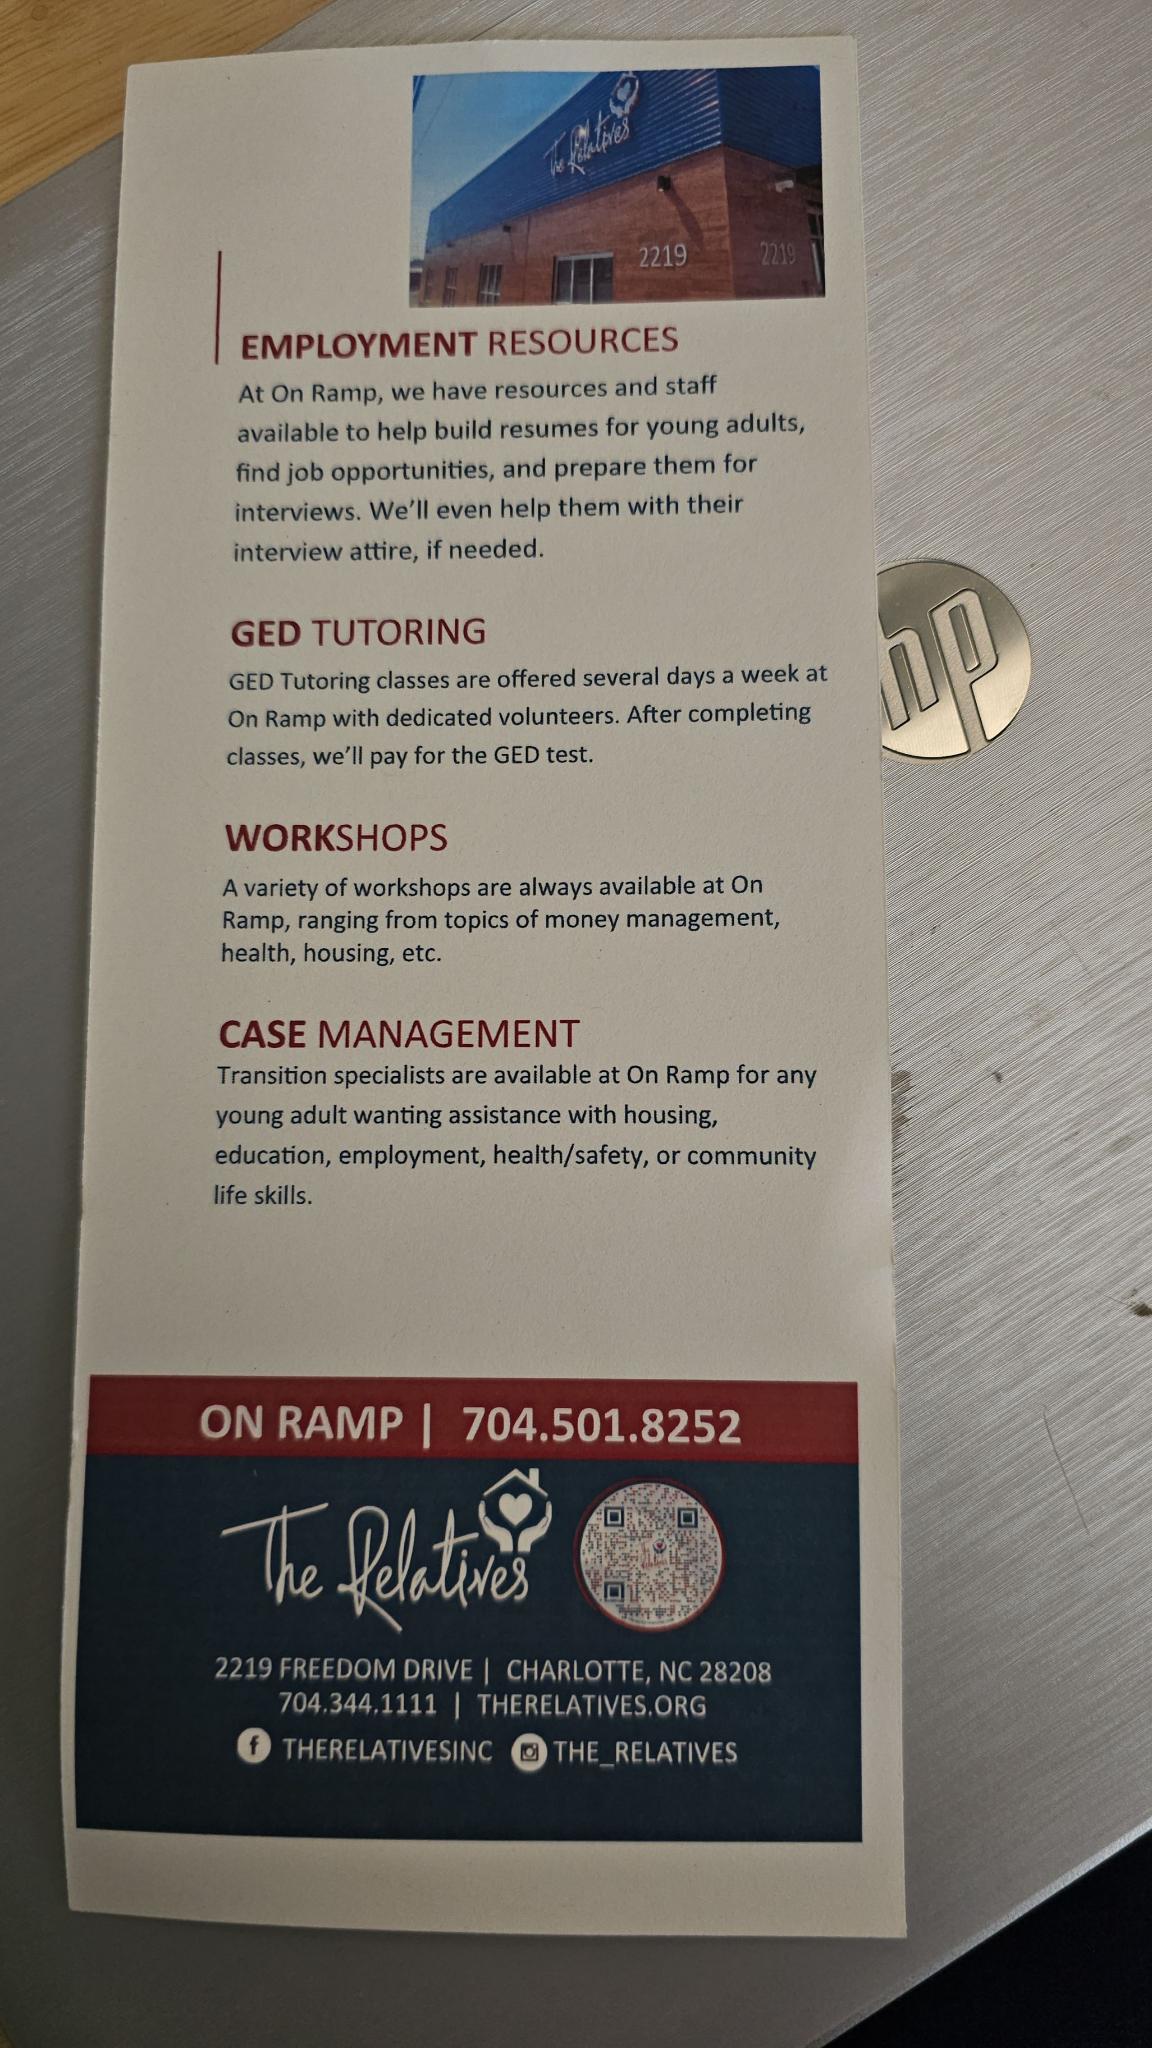 The Relatives
2219
2219
EMPLOYMENT RESOURCES
At On Ramp, we have resources and staff
available to help build resumes for young adults,
find job opportunities, and prepare them for
interviews. We'll even help them with their
interview attire, if needed.
GED TUTORING
GED Tutoring classes are offered several days a week at
On Ramp with dedicated volunteers. After completing
classes, we'll pay for the GED test.
WORKSHOPS
A variety of workshops are always available at On
Ramp, ranging from topics of money management,
health, housing, etc.
CASE MANAGEMENT
Transition specialists are available at On Ramp for any
young adult wanting assistance with housing,
education, employment, health/safety, or community
life skills.
hp
ON RAMP | 704.501.8252
The Relatives
2219 FREEDOM DRIVE | CHARLOTTE, NC 28208
704.344.1111 | THERELATIVES.ORG
f THERELATIVESINC THE_RELATIVES